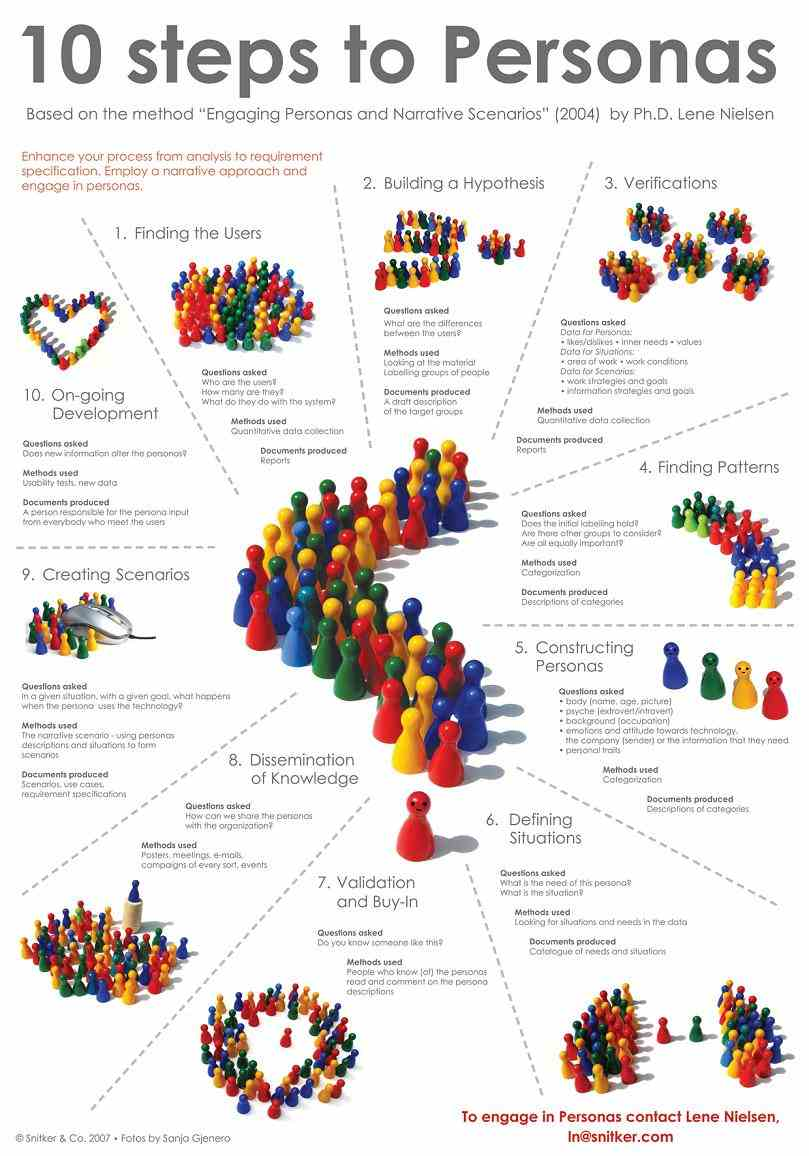 10 steps to Personas
Based on the method “Engaging Personas and Narrative Scenarios” (2004) by Ph.D. Lene Nielsen
Enhance your process from analysis to requirement
specification. Employ a narrative approach and
engage in personas.
1. Finding the Users
Questions asked
Who are the users?
How many are they?
What do they do with the system?
Methods used
Quantitative data collection
Documents produced
Reports
2. Building a Hypothesis
Questions asked
What are the differences
between the users?
Methods used
Looking at the material
Labelling groups of people
Documents produced
A draft description
of the target groups
3. Verifications
Questions asked
Data for Personas:
• likes/dislikes • inner needs • values
Data for Situations:
• area of work • work conditions
Data for Scenarios:
• work strategies and goals
• information strategies and goals
Methods used
Quantitative data collection
Documents produced
Reports
4. Finding Patterns
Questions asked
Does the initial labelling hold?
Are there other groups to consider?
Are all equally important?
Methods used
Categorization
Documents produced
Descriptions of categories
5. Constructing
Personas
Questions asked
• body (name, age, picture)
• psyche (extrovert/introvert)
• background (occupation)
• emotions and attitude towards technology,
the company (sender) or the information that they need
• personal traits
Methods used
Categorization
Documents produced
Descriptions of categories
6. Defining
Situations
Questions asked
What is the need of this persona?
What is the situation?
Methods used
Looking for situations and needs in the data
Documents produced
Catalogue of needs and situations
7. Validation
and Buy-In
Questions asked
Do you know someone like this?
Methods used
People who know (of) the personas
read and comment on the persona
descriptions
8. Dissemination
of Knowledge
Questions asked
How can we share the personas
with the organization?
Methods used
Posters, meetings, e-mails,
campaigns of every sort, events
9. Creating Scenarios
Questions asked
In a given situation, with a given goal, what happens
when the persona uses the technology?
Methods used
The narrative scenario - using personas
descriptions and situations to form
scenarios
Documents produced
Scenarios, use cases,
requirement specifications
10. On-going
Development
Questions asked
Does new information alter the personas?
Methods used
Usability tests, new data
Documents produced
A person responsible for the persona input
from everybody who meet the users
To engage in Personas contact Lene Nielsen,
ln@snitker.com
© Snitker & Co. 2007 • Fotos by Sanja Gjenero